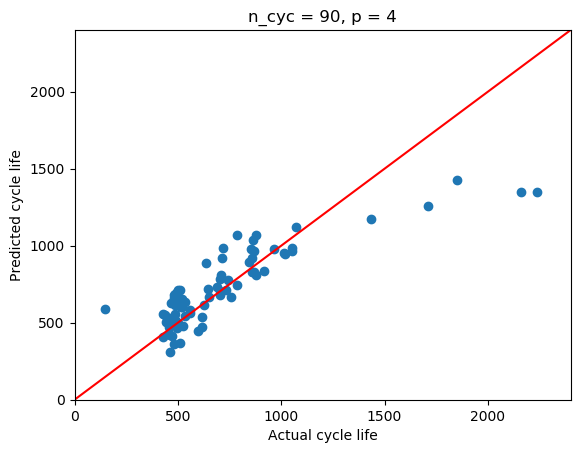 n_cyc = 90, p = 4
Predicted cycle life
2000
1500
1000
500
0
0 500 1000 1500 2000
Actual cycle life